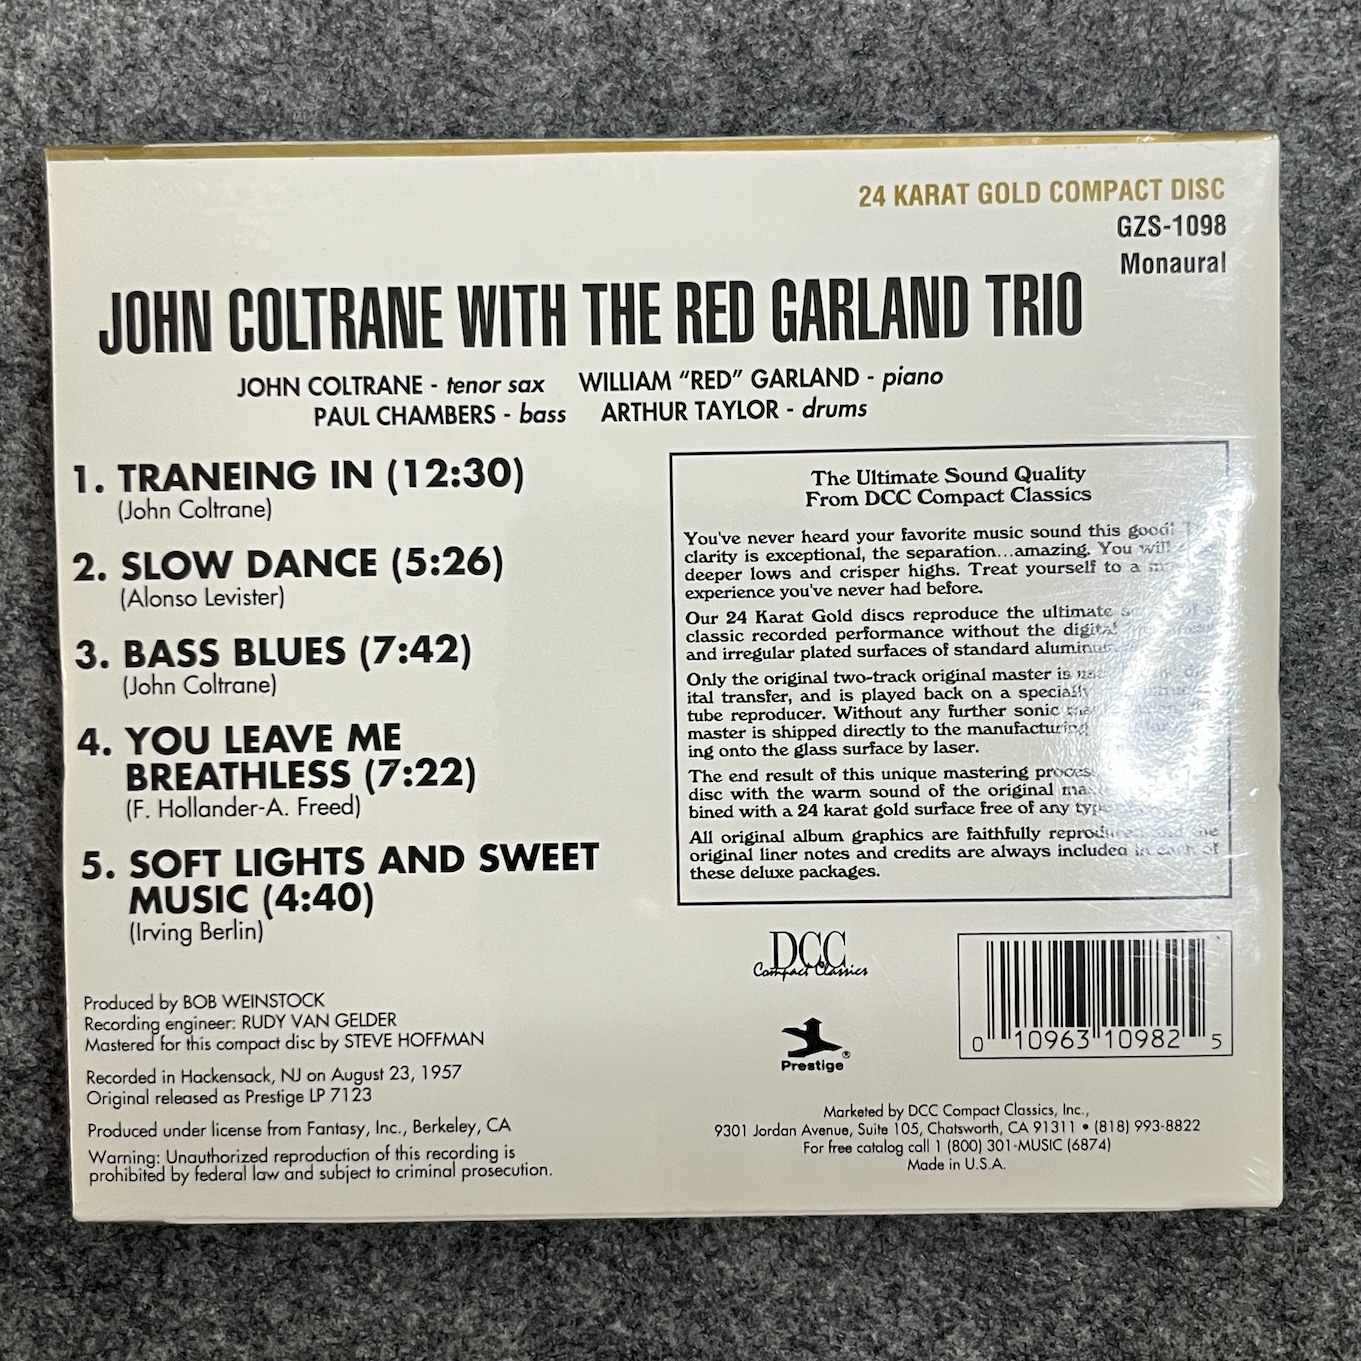 24 KARAT GOLD COMPACT DISC
GZS-1098
Monaural
JOHN COLTRANE WITH THE RED GARLAND TRIO
JOHN COLTRANE - tenor sax WILLIAM “RED” GARLAND - piano
PAUL CHAMBERS - bass ARTHUR TAYLOR - drums
1. TRANEING IN (12:30)
(John Coltrane)
2. SLOW DANCE (5:26)
(Alonso Levister)
3. BASS BLUES (7:42)
(John Coltrane)
4. YOU LEAVE ME
BREATHLESS (7:22)
(F. Hollander-A. Freed)
5. SOFT LIGHTS AND SWEET
MUSIC (4:40)
(Irving Berlin)
Produced by BOB WEINSTOCK
Recording engineer: RUDY VAN GELDER
Mastered for this compact disc by STEVE HOFFMAN
Recorded in Hackensack, NJ on August 23, 1957
Original released as Prestige LP 7123
Produced under license from Fantasy, Inc., Berkeley, CA
Warning: Unauthorized reproduction of this recording is
prohibited by federal law and subject to criminal prosecution.
The Ultimate Sound Quality
From DCC Compact Classics
You've never heard your favorite music sound this good!
clarity is exceptional, the separation...amazing. You will
deeper lows and crisper highs. Treat yourself to a
experience you've never had before.
Our 24 Karat Gold discs reproduce the ultimate
classic recorded performance without the digital
and irregular plated surfaces of standard
Only the original two-track original master is
ital transfer, and is played back on a specially
tube reproducer. Without any further sonic
master is shipped directly to the manufacturing
ing onto the glass surface by laser.
The end result of this unique mastering
disc with the warm sound of the original
bined with a 24 karat gold surface free of any
All original album graphics are faithfully reproduced and the
original liner notes and credits are always included in each of
these deluxe packages.
DCC
Compact Classics
Prestige ®
0 10963 10982 5
Marketed by DCC Compact Classics, Inc.,
9301 Jordan Avenue, Suite 105, Chatsworth, CA 91311 • (818) 993-8822
For free catalog call 1 (800) 301-MUSIC (6874)
Made in U.S.A.